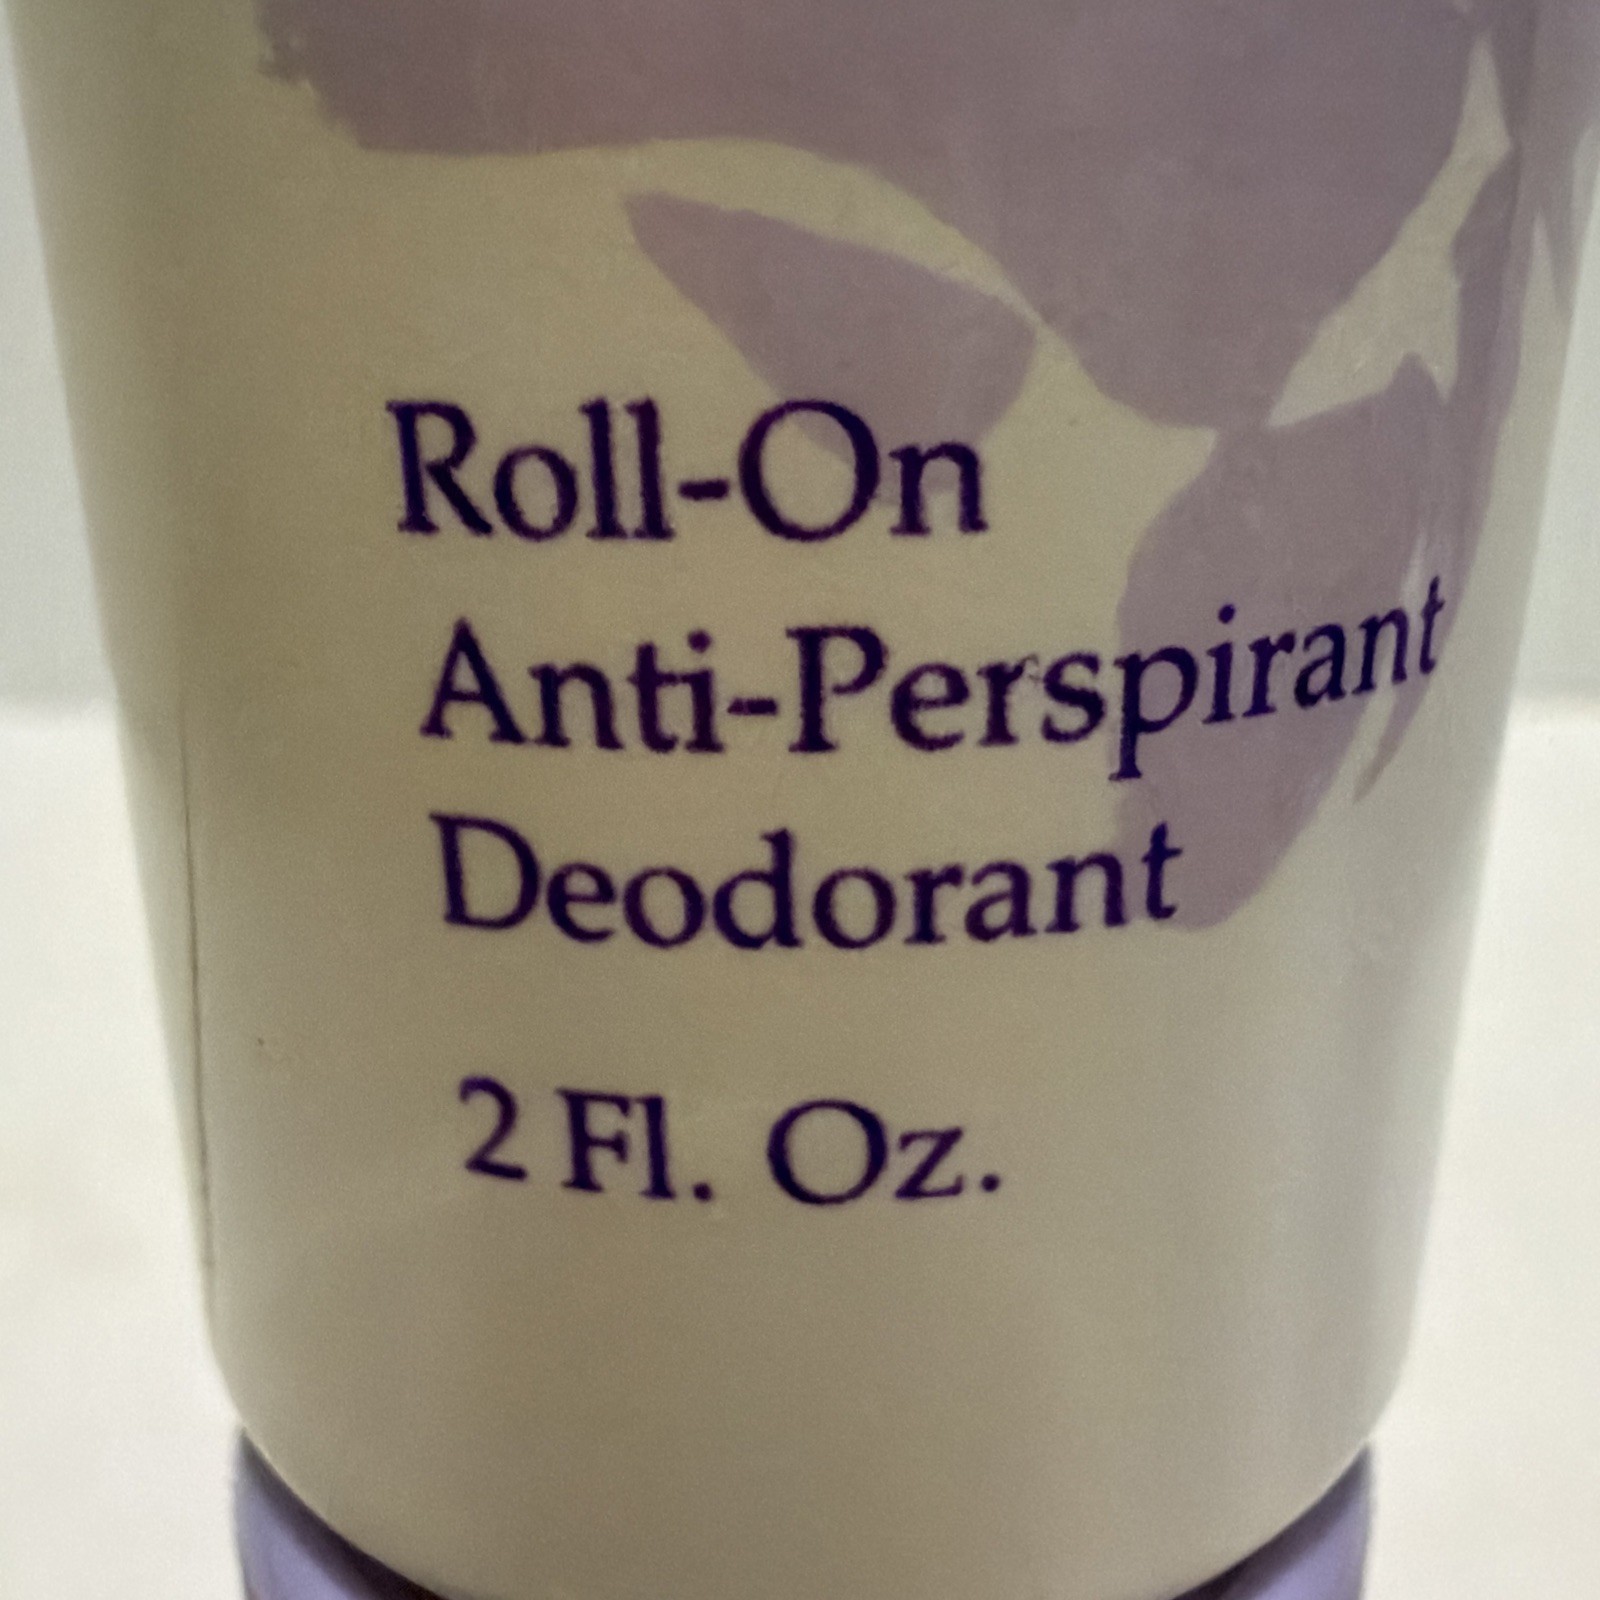 Roll-On
Anti-Perspirant
Deodorant
2 Fl. Oz.